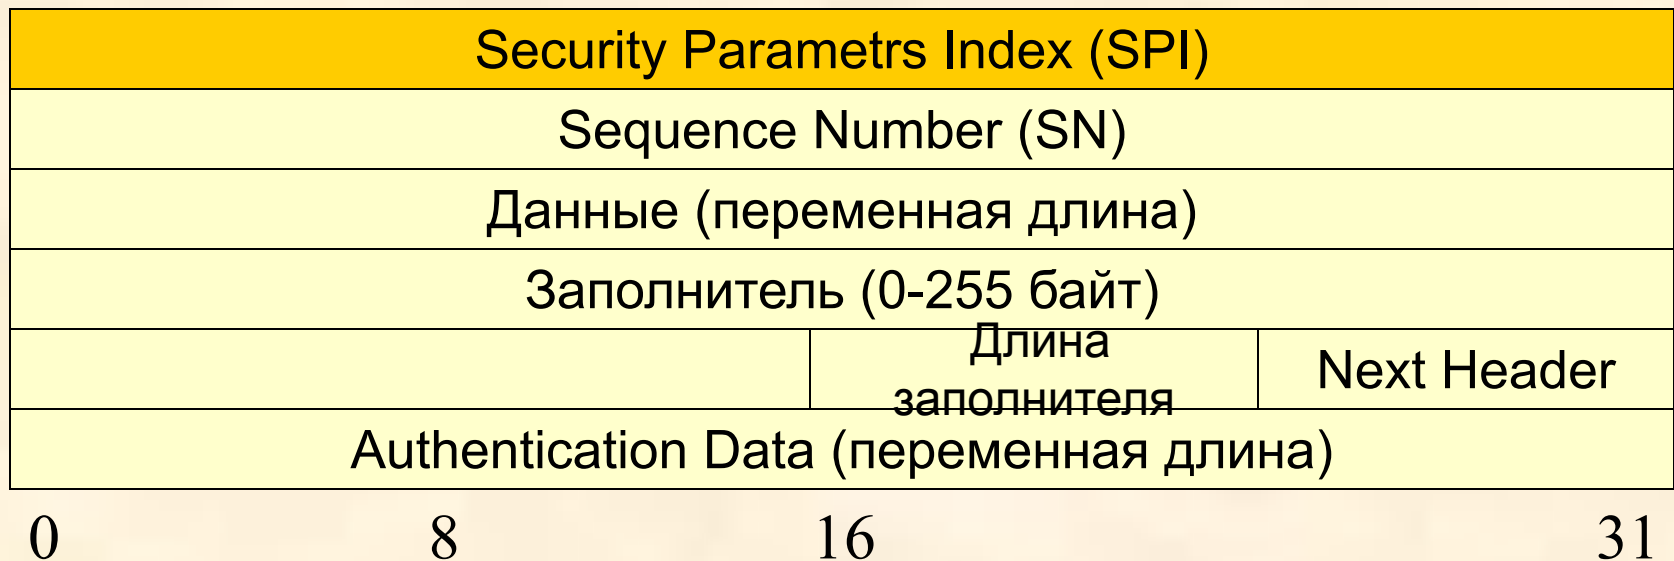 Security Parametrs Index (SPI)
Sequence Number (SN)
Данные (переменная длина)
Заполнитель (0-255 байт)
Длина
заполнителя
Next Header
Authentication Data (переменная длина)
0 8 16 31